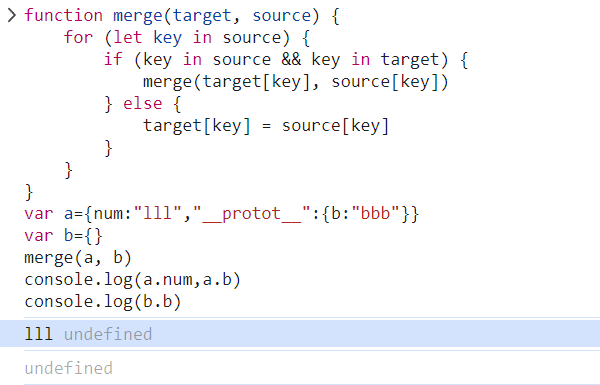 function merge(target, source) {
    for (let key in source) {
        if (key in source && key in target) {
            merge(target[key], source[key])
        } else {
            target[key] = source[key]
        }
    }
}
var a={num:"lll","__protot__":{b:"bbb"}}
var b={}
merge(a, b)
console.log(a.num,a.b)
console.log(b.b)
lll undefined
undefined